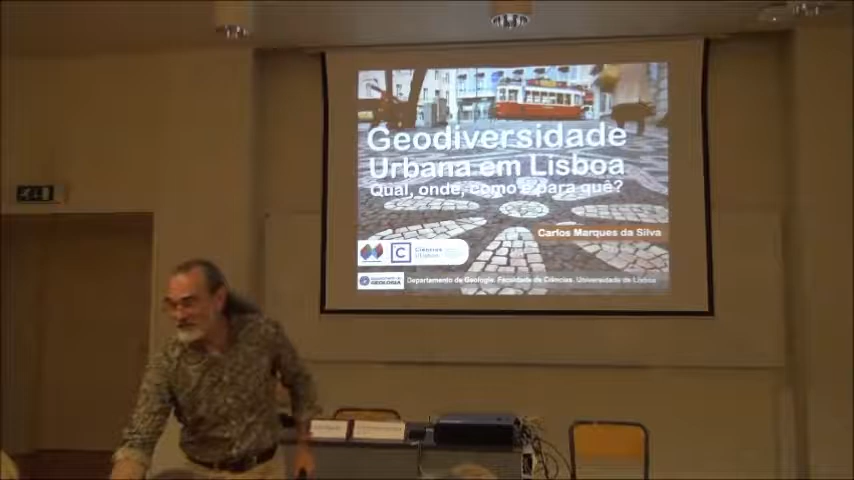 Geodiversidade
Urbana em Lisboa
Qual, onde, como e para quê?
Carlos Marques da Silva
C
Ciências
ULisboa
GEOLOGIA
Departamento de Geologia. Faculdade de Ciências. Universidade de Lisboa